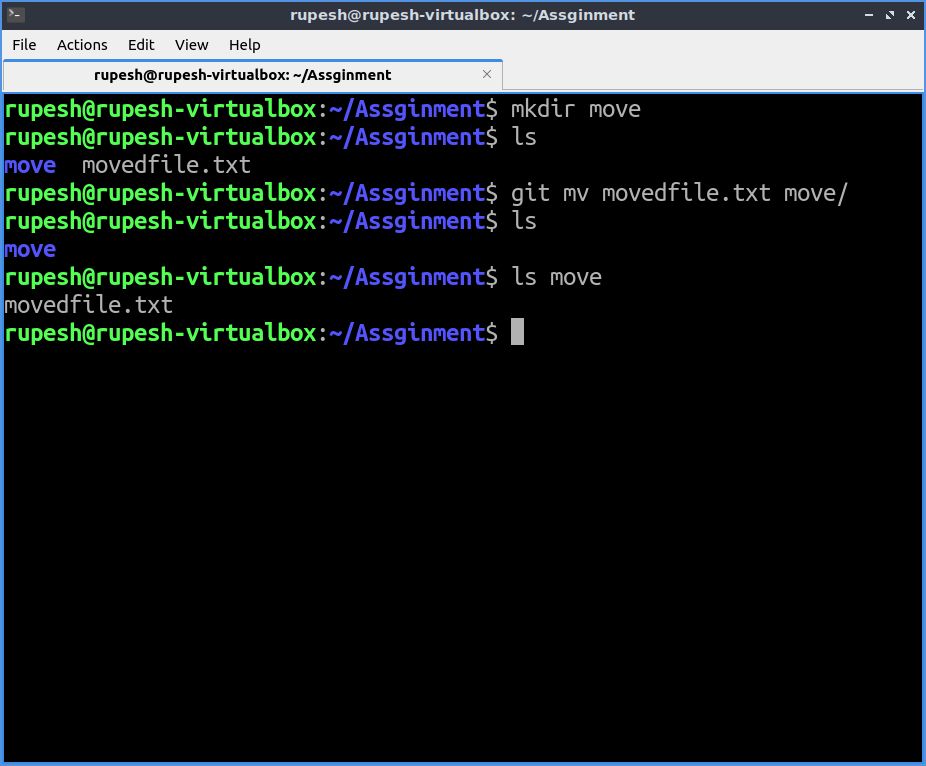 rupesh@rupesh-virtualbox: ~/Assginment
File Actions Edit View Help
rupesh@rupesh-virtualbox: ~/Assginment
rupesh@rupesh-virtualbox:~/Assginment$ mkdir move
rupesh@rupesh-virtualbox:~/Assginment$ ls
move  movedfile.txt
rupesh@rupesh-virtualbox:~/Assginment$ git mv movedfile.txt move/
rupesh@rupesh-virtualbox:~/Assginment$ ls
move
rupesh@rupesh-virtualbox:~/Assginment$ ls move
movedfile.txt
rupesh@rupesh-virtualbox:~/Assginment$